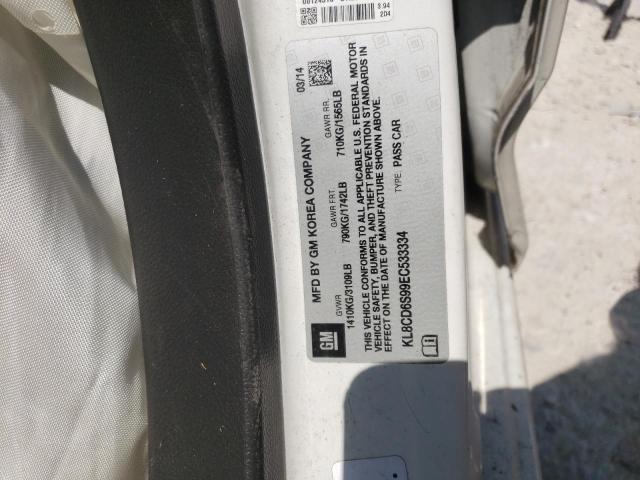 3.94
2D4
MFD BY GM KOREA COMPANY
03/14
GVWR
GAWR FRT.
GAWR RR.
1410KG/3109LB
790KG/1742LB
710KG/1565LB
THIS VEHICLE CONFORMS TO ALL APPLICABLE U.S. FEDERAL MOTOR
VEHICLE SAFETY, BUMPER, AND THEFT PREVENTION STANDARDS IN
EFFECT ON THE DATE OF MANUFACTURE SHOWN ABOVE.
KL8CD6S99EC533334
TYPE: PASS CAR
GM